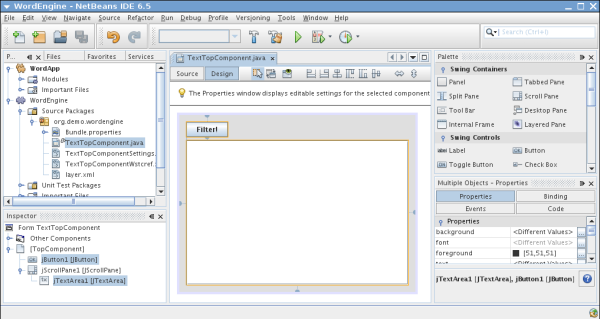 WordEngine - NetBeans IDE 6.5
File Edit View Navigate Source Refactor Run Debug Profile Versioning Tools Window Help
Search (Ctrl+I)
P... Files Favorites Services
WordApp
Modules
Important Files
WordEngine
Source Packages
org.demo.wordengine
Bundle.properties
TextTopComponent.java
TextTopComponentSettings.
TextTopComponentWstcref.
layer.xml
Unit Test Packages
Important Files
Inspector
Form TextTopComponent
Other Components
[TopComponent]
jButton1 [JButton]
jScrollPane1 [JScrollPane]
jTextArea1 [JTextArea]
TextTopComponent.java
Source Design
The Properties window displays editable settings for the selected component
Filter!
Palette
Swing Containers
Panel Tabbed Pane
Split Pane Scroll Pane
Tool Bar Desktop Pane
Internal Frame Layered Pane
Swing Controls
Label Button
Toggle Button Check Box
Multiple Objects - Properties
Properties Binding
Events Code
Properties
background <Different Values> ...
font <Different Values> ...
foreground [51,51,51] ...
text <Different Values>
jTextArea1 [JTextArea], jButton1 [JButton]